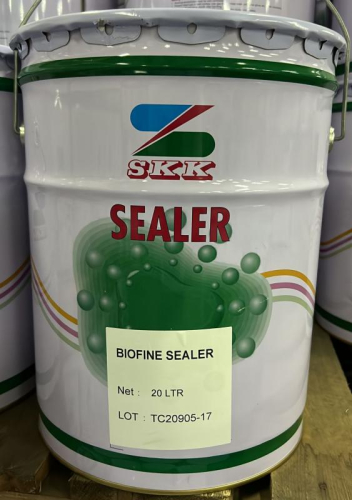 SKK
SEALER
BIOFINE SEALER
Net : 20 LTR
LOT : TC20905-17